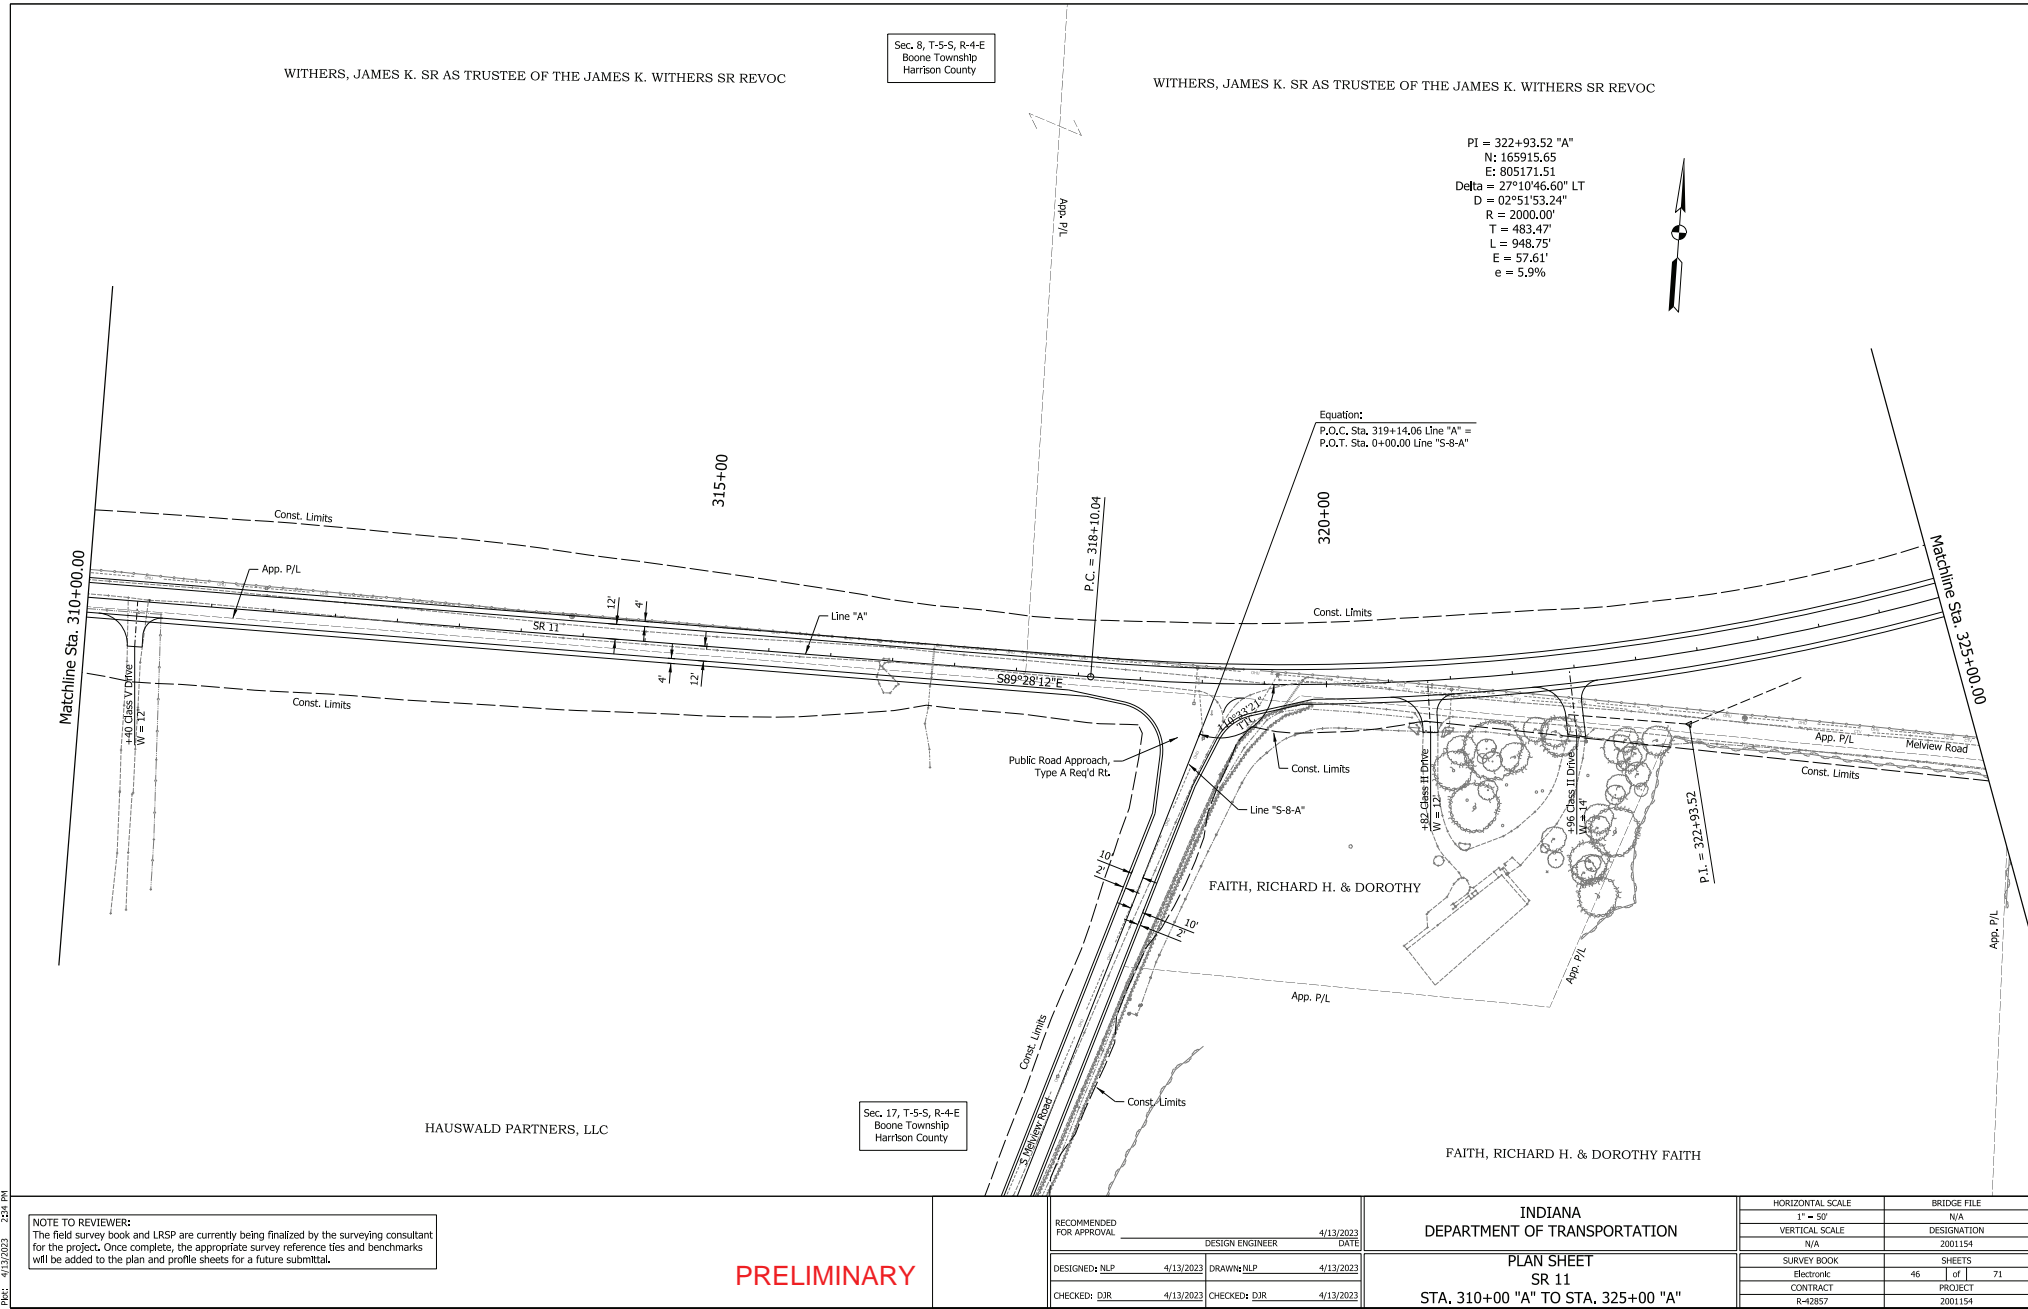 Sec. 8, T-5-S, R-4-E
Boone Township
Harrison County
WITHERS, JAMES K. SR AS TRUSTEE OF THE JAMES K. WITHERS SR REVOC
WITHERS, JAMES K. SR AS TRUSTEE OF THE JAMES K. WITHERS SR REVOC
PI = 322+93.52 "A"
N: 165915.65
E: 805171.51
Delta = 27°10'46.60" LT
D = 02°51'53.24"
R = 2000.00'
T = 483.47'
L = 948.75'
E = 57.61'
e = 5.9%
App. P/L
Equation:
P.O.C. Sta. 319+14.06 Line "A" =
P.O.T. Sta. 0+00.00 Line "S-8-A"
315+00
320+00
P.C. = 318+10.04
Matchline Sta. 310+00.00
Matchline Sta. 325+00.00
Const. Limits
App. P/L
12'
4'
Line "A"
SR 11
Const. Limits
4'
12'
S89°28'12"E
Const. Limits
+40 Class V Drive
W = 12'
110°23'21"
TTC
Public Road Approach,
Type A Req'd Rt.
Const. Limits
Line "S-8-A"
+82 Class II Drive
W = 12'
+96 Class II Drive
W = 14'
App. P/L
Melview Road
Const. Limits
P.I. = 322+93.52
10'
2'
10'
2'
FAITH, RICHARD H. & DOROTHY
App. P/L
App. P/L
App. P/L
Const. Limits
Const. Limits
S Melview Road
HAUSWALD PARTNERS, LLC
Sec. 17, T-5-S, R-4-E
Boone Township
Harrison County
FAITH, RICHARD H. & DOROTHY FAITH
Plot: 4/13/2023 2:34 PM
NOTE TO REVIEWER:
The field survey book and LRSP are currently being finalized by the surveying consultant
for the project. Once complete, the appropriate survey reference ties and benchmarks
will be added to the plan and profile sheets for a future submittal.
PRELIMINARY
RECOMMENDED
FOR APPROVAL
4/13/2023
DESIGN ENGINEER DATE
DESIGNED: NLP 4/13/2023 DRAWN: NLP 4/13/2023
CHECKED: DJR 4/13/2023 CHECKED: DJR 4/13/2023
INDIANA
DEPARTMENT OF TRANSPORTATION
PLAN SHEET
SR 11
STA. 310+00 "A" TO STA. 325+00 "A"
HORIZONTAL SCALE BRIDGE FILE
1" = 50' N/A
VERTICAL SCALE DESIGNATION
N/A 2001154
SURVEY BOOK SHEETS
Electronic 46 of 71
CONTRACT PROJECT
R-42857 2001154